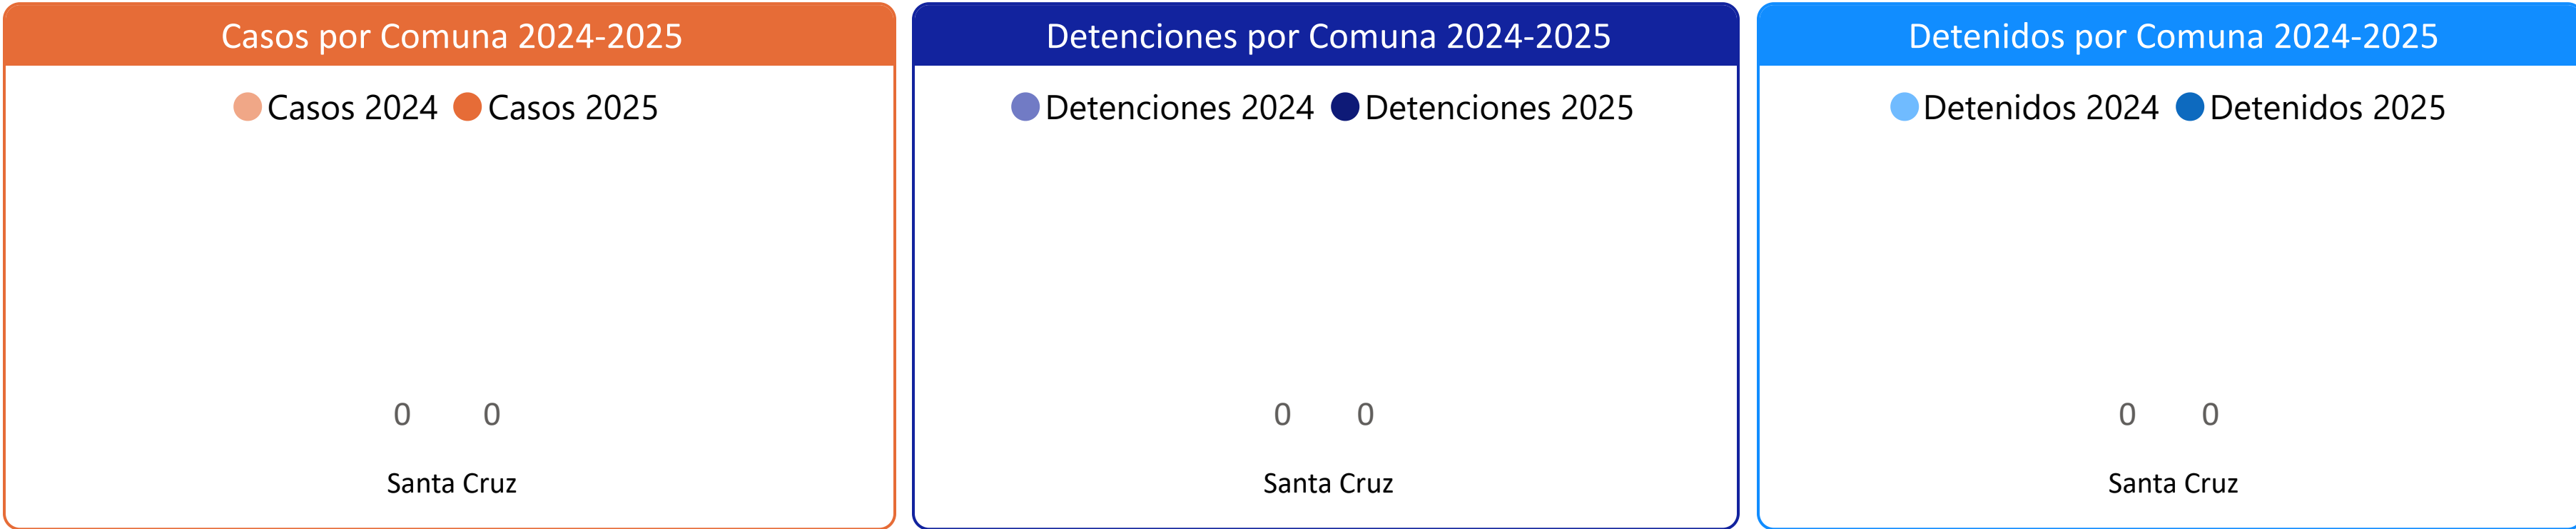 Casos por Comuna 2024-2025
Casos 2024 Casos 2025
0 0
Santa Cruz
Detenciones por Comuna 2024-2025
Detenciones 2024 Detenciones 2025
0 0
Santa Cruz
Detenidos por Comuna 2024-2025
Detenidos 2024 Detenidos 2025
0 0
Santa Cruz